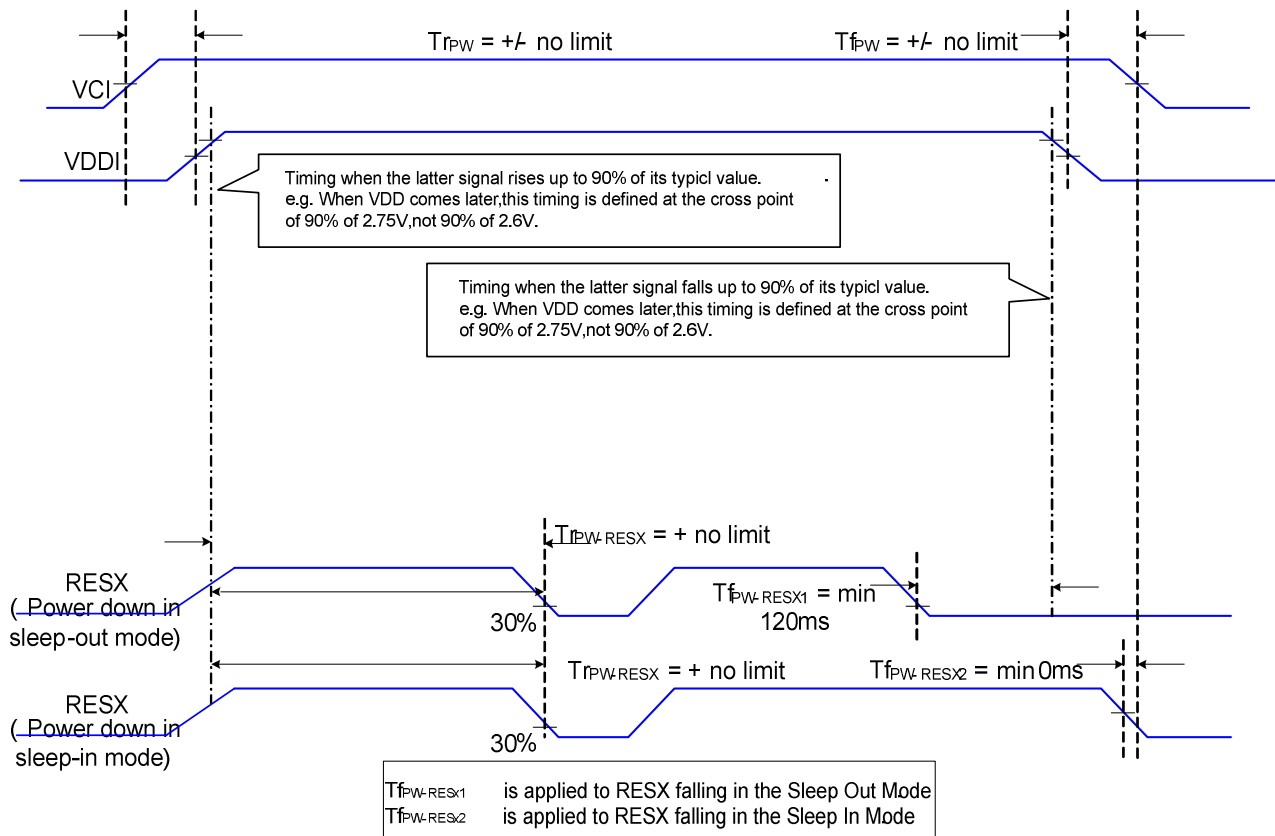 TrPW = +/- no limit
TfPW = +/- no limit
VCI
VDDI
Timing when the latter signal rises up to 90% of its typicl value.
e.g. When VDD comes later,this timing is defined at the cross point
of 90% of 2.75V,not 90% of 2.6V.
Timing when the latter signal falls up to 90% of its typicl value.
e.g. When VDD comes later,this timing is defined at the cross point
of 90% of 2.75V,not 90% of 2.6V.
TrPW-RESX = + no limit
RESX
( Power down in
sleep-out mode)
30%
TfPW-RESX1 = min
120ms
TrPW-RESX = + no limit
TfPW-RESX2 = min 0ms
RESX
( Power down in
sleep-in mode)
30%
TfPW-RESX1 is applied to RESX falling in the Sleep Out Mode
TfPW-RESX2 is applied to RESX falling in the Sleep In Mode